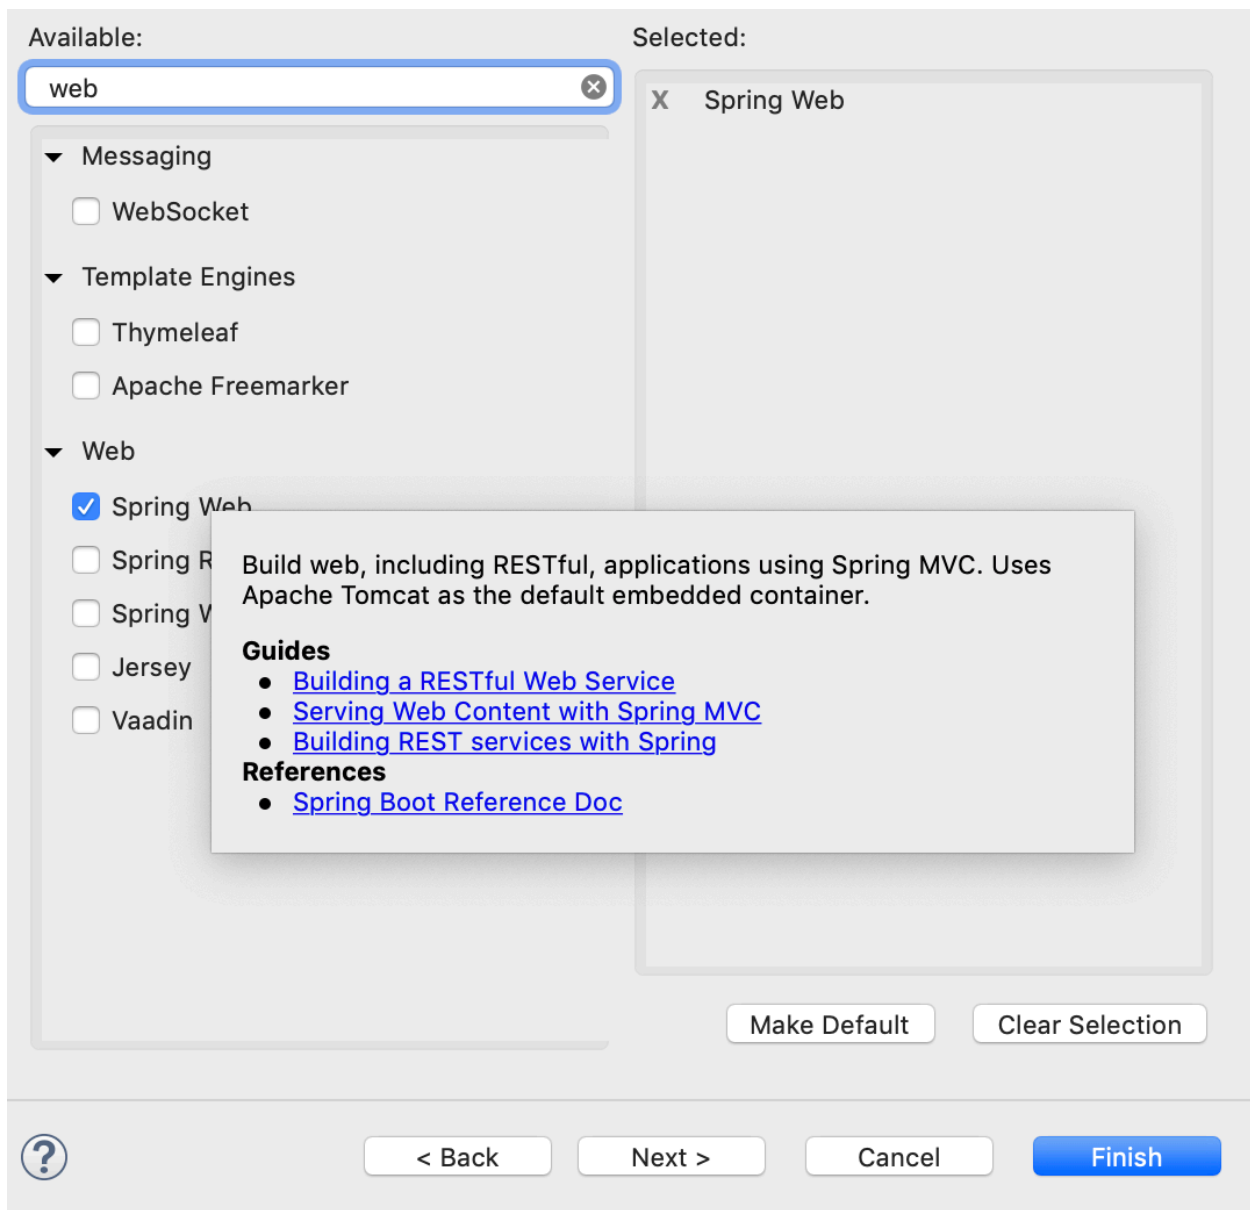 Available:
Selected:
web
X Spring Web
Messaging
WebSocket
Template Engines
Thymeleaf
Apache Freemarker
Web
Spring Web
Spring
Spring
Jersey
Vaadin
Build web, including RESTful, applications using Spring MVC. Uses
Apache Tomcat as the default embedded container.
Guides
Building a RESTful Web Service
Serving Web Content with Spring MVC
Building REST services with Spring
References
Spring Boot Reference Doc
Make Default
Clear Selection
?
< Back
Next >
Cancel
Finish